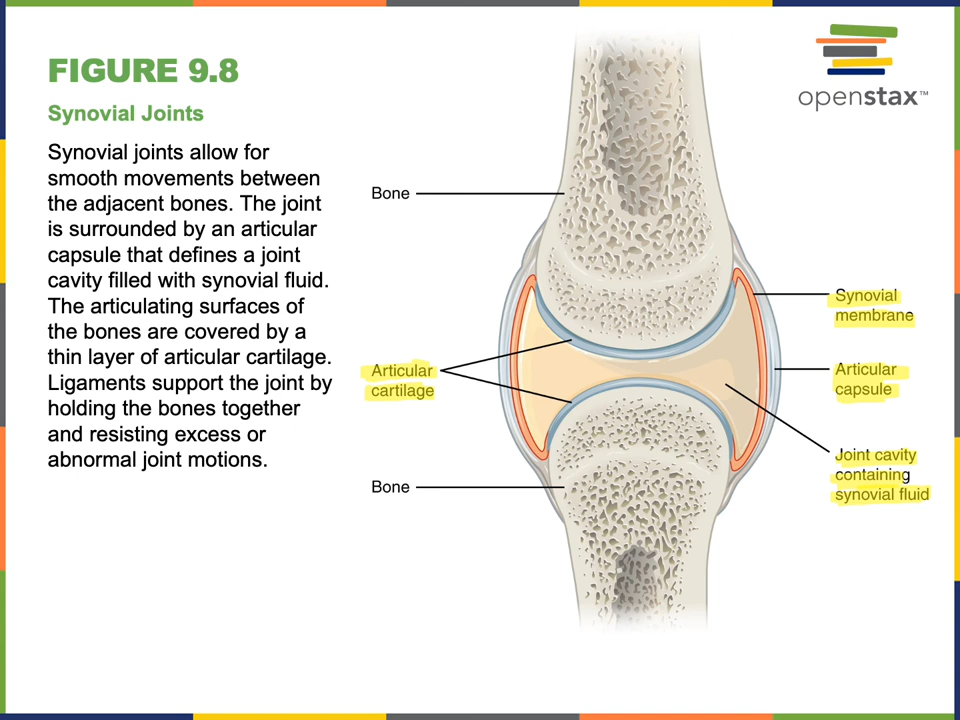 FIGURE 9.8
openstax™
Synovial Joints
Synovial joints allow for
smooth movements between
the adjacent bones. The joint
is surrounded by an articular
capsule that defines a joint
cavity filled with synovial fluid.
The articulating surfaces of
the bones are covered by a
thin layer of articular cartilage.
Ligaments support the joint by
holding the bones together
and resisting excess or
abnormal joint motions.
Bone
Articular
cartilage
Bone
Synovial
membrane
Articular
capsule
Joint cavity
containing
synovial fluid